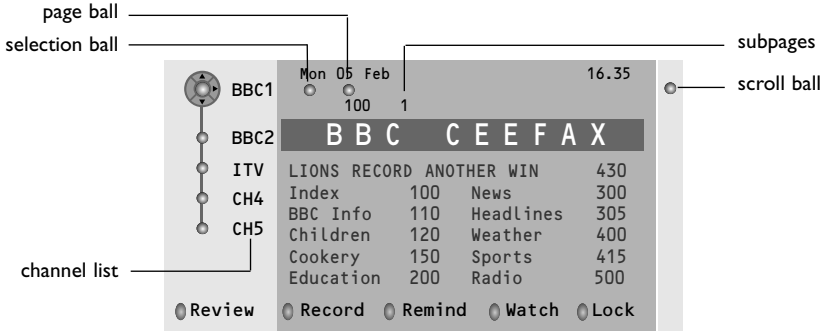 page ball
selection ball
subpages
scroll ball
channel list
Mon 05 Feb 16.35
100 1
BBC1
BBC2
ITV
CH4
CH5
BBC CEEFAX
LIONS RECORD ANOTHER WIN 430
Index 100 News 300
BBC Info 110 Headlines 305
Children 120 Weather 400
Cookery 150 Sports 415
Education 200 Radio 500
Review Record Remind Watch Lock